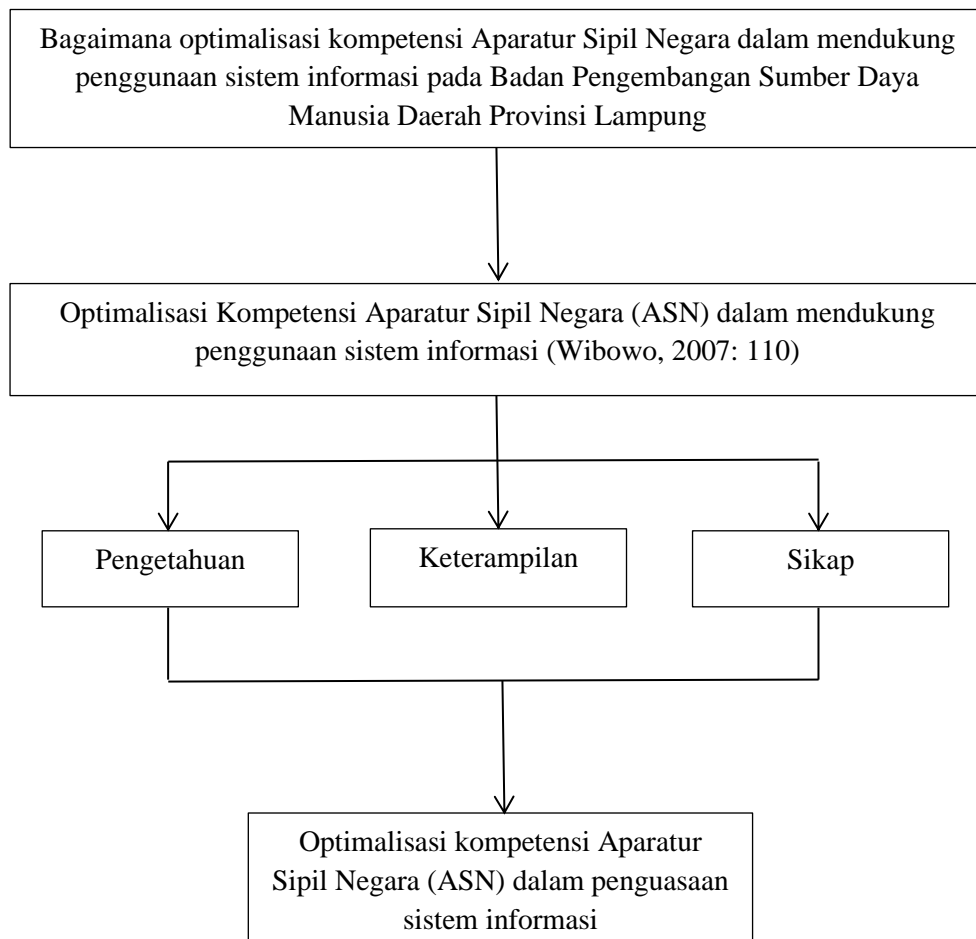 Bagaimana optimalisasi kompetensi Aparatur Sipil Negara dalam mendukung
penggunaan sistem informasi pada Badan Pengembangan Sumber Daya
Manusia Daerah Provinsi Lampung
Optimalisasi Kompetensi Aparatur Sipil Negara (ASN) dalam mendukung
penggunaan sistem informasi (Wibowo, 2007: 110)
Pengetahuan
Keterampilan
Sikap
Optimalisasi kompetensi Aparatur
Sipil Negara (ASN) dalam penguasaan
sistem informasi